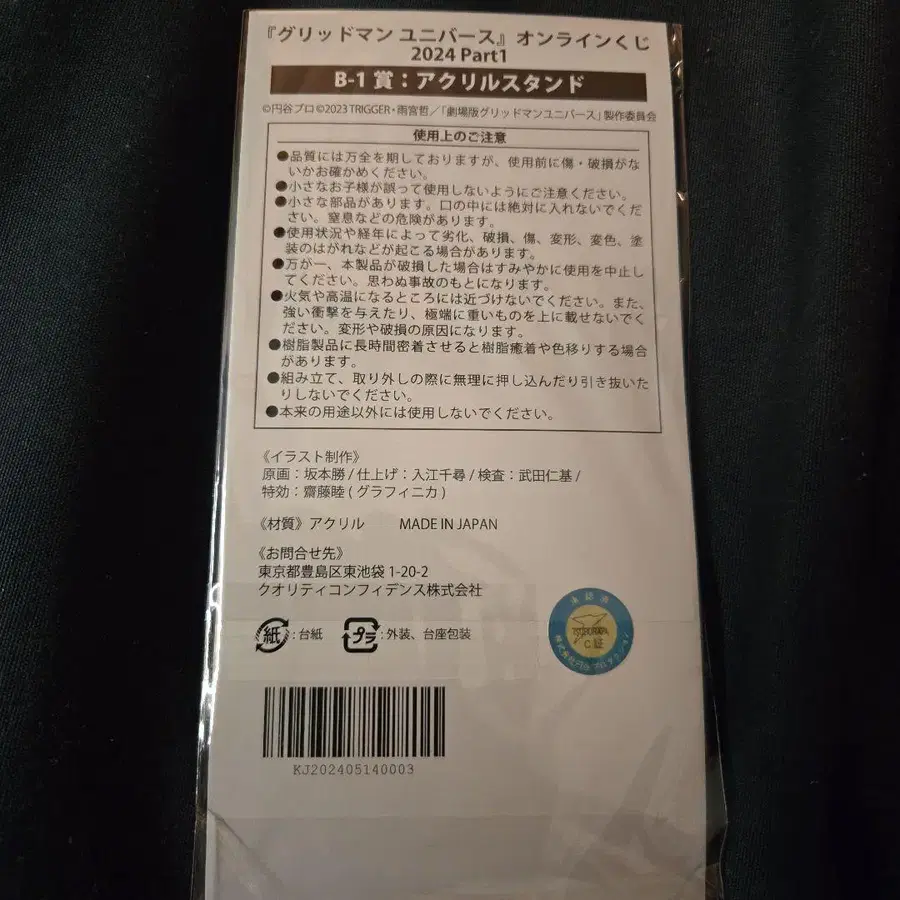 『グリッドマン ユニバース』オンラインくじ
2024 Part1
B-1 賞：アクリルスタンド
©円谷プロ ©2023 TRIGGER・雨宮哲／「劇場版グリッドマンユニバース」製作委員会
使用上のご注意
●品質には万全を期しておりますが、使用前に傷・破損がな
いかお確かめください。
●小さなお子様が誤って使用しないようにご注意ください。
●小さな部品があります。口の中には絶対に入れないでくだ
さい。窒息などの危険があります。
●使用状況や経年によって劣化、破損、傷、変形、変色、塗
装のはがれなどが起こる場合があります。
●万が一、本製品が破損した場合はすみやかに使用を中止し
てください。思わぬ事故のもとになります。
●火気や高温になるところには近づけないでください。また、
強い衝撃を与えたり、極端に重いものを上に載せないでく
ださい。変形や破損の原因になります。
●樹脂製品に長時間密着させると樹脂癒着や色移りする場合
があります。
●組み立て、取り外しの際に無理に押し込んだり引き抜いた
りしないでください。
●本来の用途以外には使用しないでください。
《イラスト制作》
原画：坂本勝 / 仕上げ：入江千尋 / 検査：武田仁基 /
特効：齋藤睦 ( グラフィニカ )
《材質》アクリル MADE IN JAPAN
《お問合せ先》
東京都豊島区東池袋 1-20-2
クオリティコンフィデンス株式会社
紙 : 台紙 プラ : 外装、台座包装
承認済
TSUBURAYA
C 証
株式会社円谷プロダクション
KJ202405140003